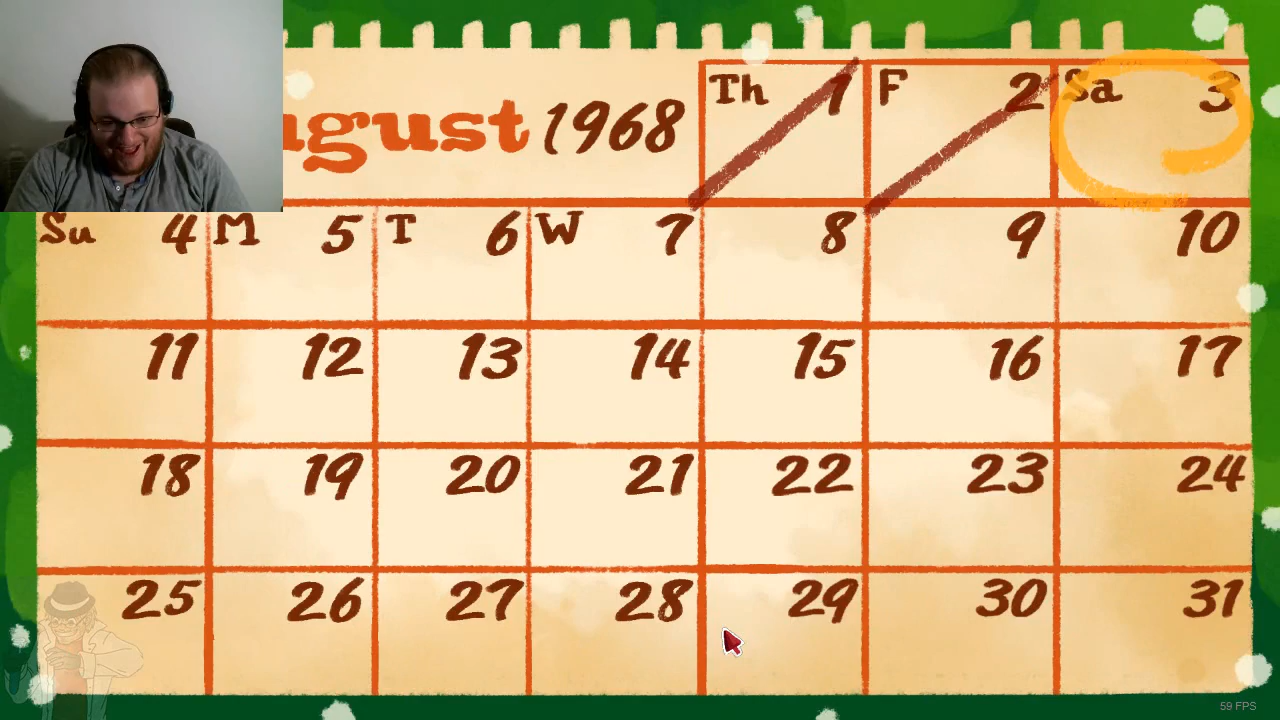 ugust 1968 Th 1 F 2 Sa 3
Su 4 M 5 T 6 W 7 8 9 10
11 12 13 14 15 16 17
18 19 20 21 22 23 24
25 26 27 28 29 30 31
59 FPS